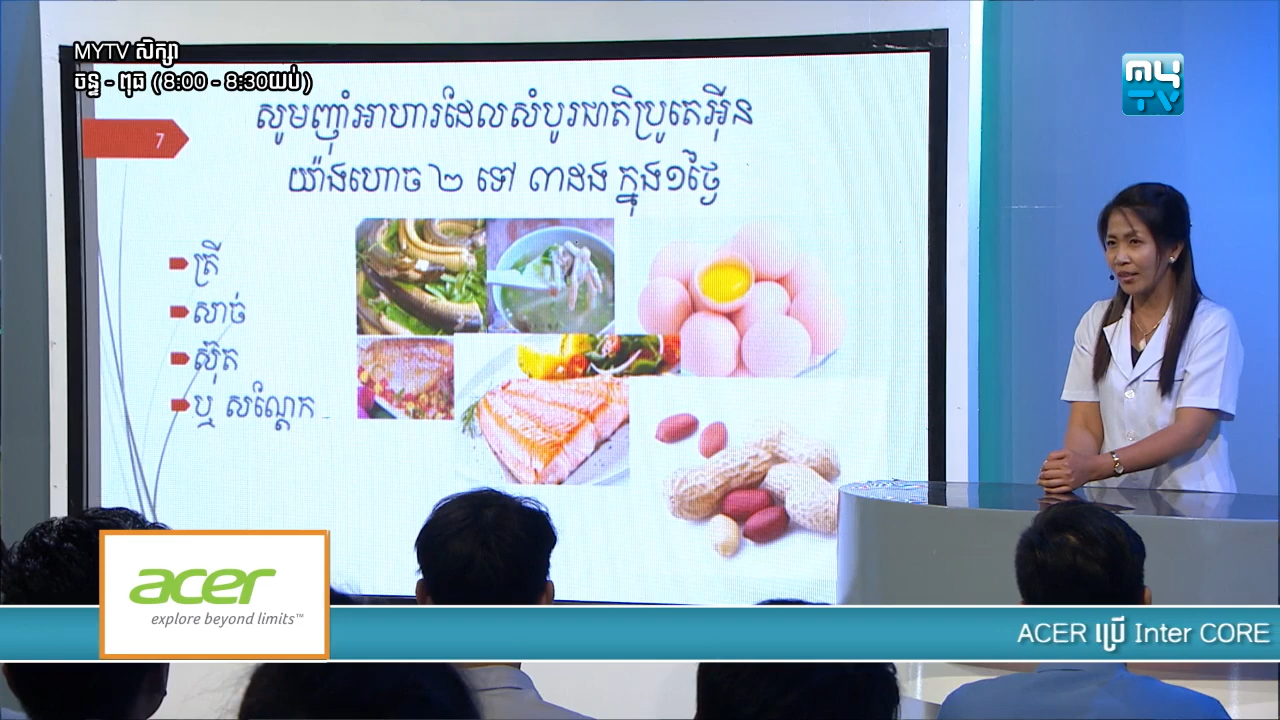 MYTV សិក្សា
ចន្ទ - ពុធ (8:00 - 8:30យប់)
MY
TV
7
សូមញ៉ាំអាហារដែលសំបូរជាតិប្រូតេអ៊ីន
យ៉ាងហោច ២ ទៅ ៣ដង ក្នុង១ថ្ងៃ
ត្រី
សាច់
ស៊ុត
ឬ សណ្តែក
acer
explore beyond limits™
ACER ប្រើ Inter CORE